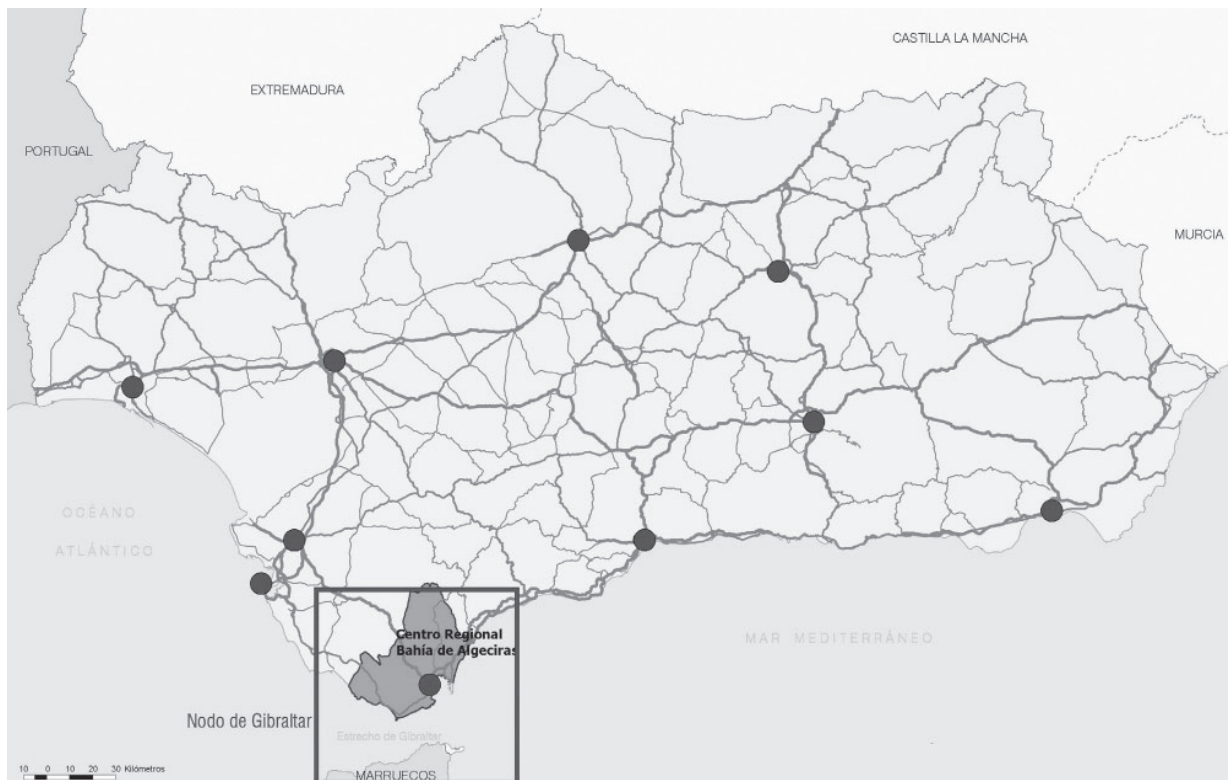 CASTILLA LA MANCHA
EXTREMADURA
PORTUGAL
MURCIA
OCÉANO
ATLÁNTICO
MAR MEDITERRÁNEO
Centro Regional
Bahía de Algeciras
Nodo de Gibraltar
Estrecho de Gibraltar
MARRUECOS
10 0 10 20 30 Kilómetros